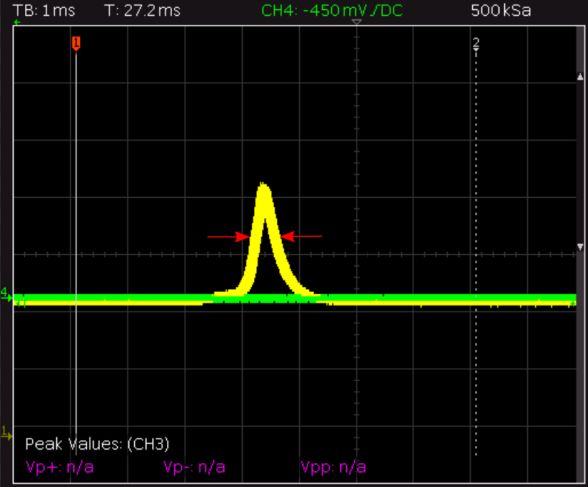 TB: 1ms T: 27.2ms CH4: -450mV⎓/DC 500kSa
1 2
4
1
Peak Values: (CH3)
Vp+: n/a Vp-: n/a Vpp: n/a